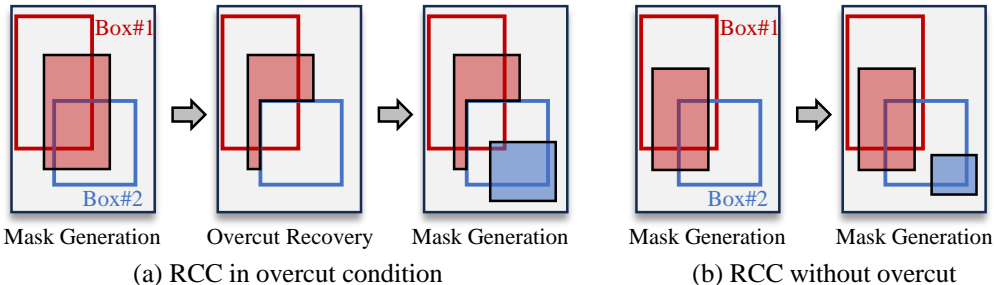 Box#1
Box#2
Box#1
Box#2
Mask Generation
Overcut Recovery
Mask Generation
Mask Generation
Mask Generation
(a) RCC in overcut condition
(b) RCC without overcut